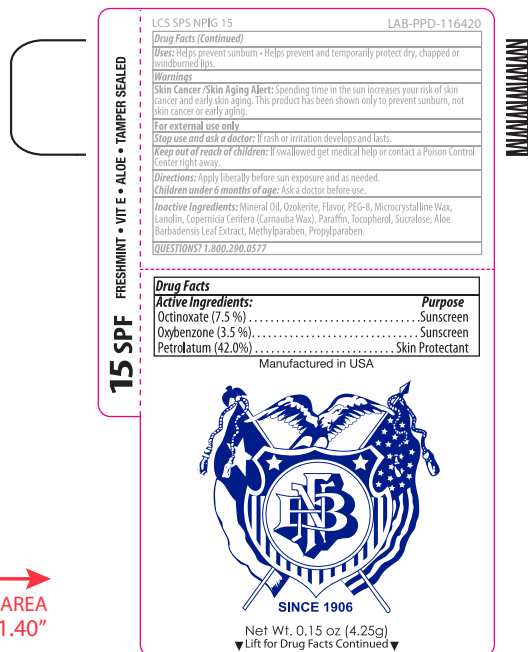 LCS SPS NPIG 15 LAB-PPD-116420
Drug Facts (Continued)
Uses: Helps prevent sunburn • Helps prevent and temporarily protect dry, chapped or
windburned lips.
Warnings
Skin Cancer /Skin Aging Alert: Spending time in the sun increases your risk of skin
cancer and early skin aging. This product has been shown only to prevent sunburn, not
skin cancer or early aging.
For external use only
Stop use and ask a doctor: If rash or irritation develops and lasts.
Keep out of reach of children: If swallowed get medical help or contact a Poison Control
Center right away.
Directions: Apply liberally before sun exposure and as needed.
Children under 6 months of age: Ask a doctor before use.
Inactive Ingredients: Mineral Oil, Ozokerite, Flavor, PEG-8, Microcrystalline Wax,
Lanolin, Copernicia Cerifera (Carnauba Wax), Paraffin, Tocopherol, Sucralose, Aloe
Barbadensis Leaf Extract, Methylparaben, Propylparaben.
QUESTIONS? 1.800.290.0577
15 SPF FRESHMINT • VIT E • ALOE • TAMPER SEALED
Drug Facts
Active Ingredients: Purpose
Octinoxate (7.5 %) . . . . . . . . . . . . . . . . . . . . . . . . . . . . . Sunscreen
Oxybenzone (3.5 %). . . . . . . . . . . . . . . . . . . . . . . . . . . . Sunscreen
Petrolatum (42.0%) . . . . . . . . . . . . . . . . . . . . . . . . Skin Protectant
Manufactured in USA
FNB
SINCE 1906
Net Wt. 0.15 oz (4.25g)
▼Lift for Drug Facts Continued▼
AREA
1.40"